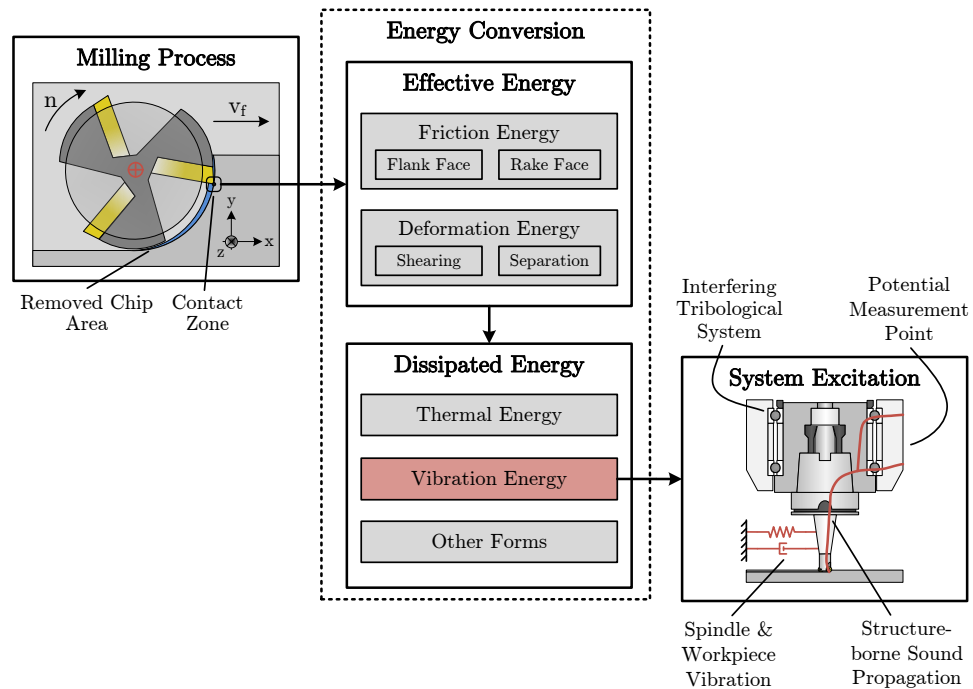 Milling Process
n
v_f
y
x
z
Removed Chip
Area
Contact
Zone
Energy Conversion
Effective Energy
Friction Energy
Flank Face
Rake Face
Deformation Energy
Shearing
Separation
Dissipated Energy
Thermal Energy
Vibration Energy
Other Forms
Interfering
Tribological
System
Potential
Measurement
Point
System Excitation
Spindle &
Workpiece
Vibration
Structure-
borne Sound
Propagation